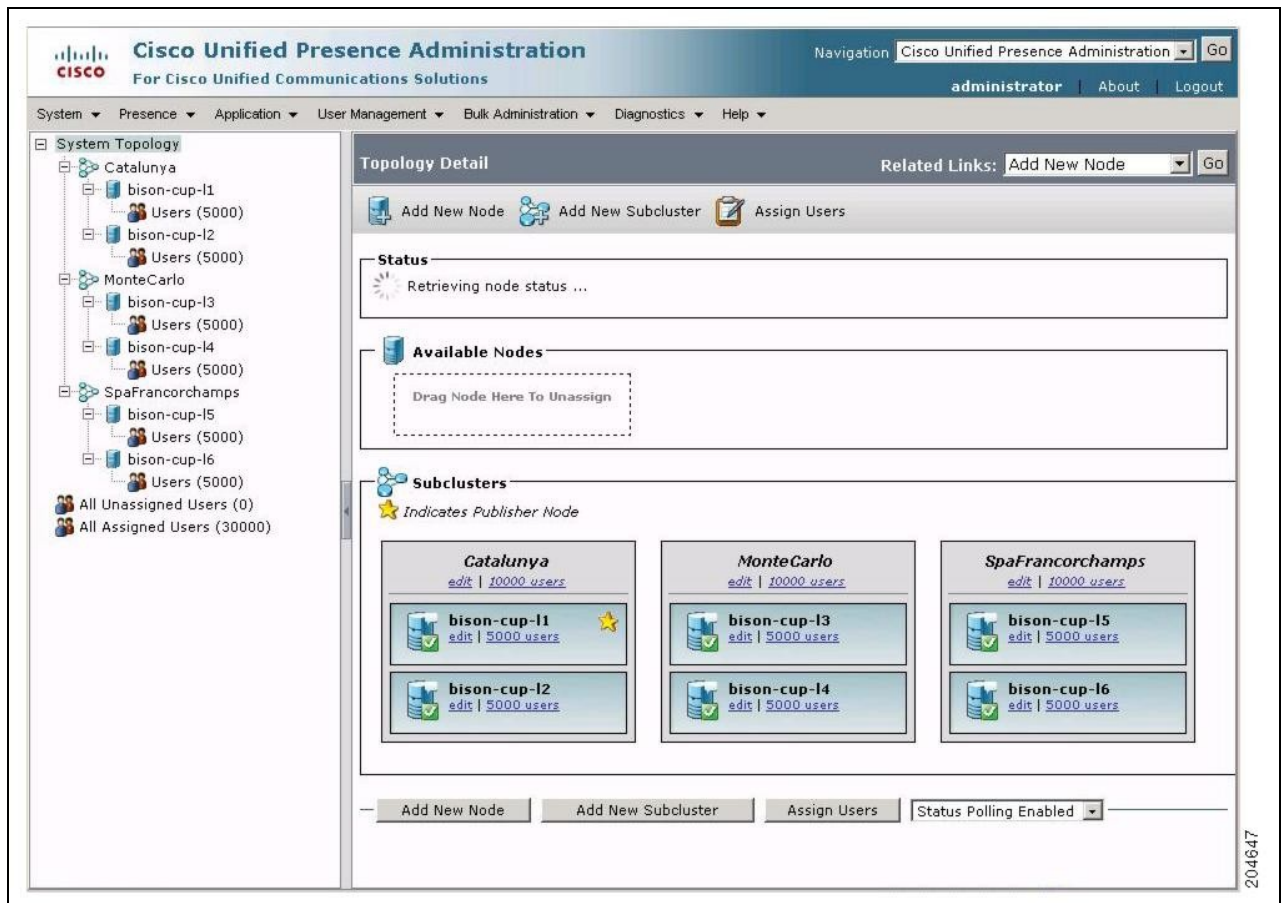 Cisco Unified Presence Administration
For Cisco Unified Communications Solutions
CISCO
Navigation Cisco Unified Presence Administration Go
administrator | About | Logout
System Presence Application User Management Bulk Administration Diagnostics Help
System Topology
Catalunya
bison-cup-l1
Users (5000)
bison-cup-l2
Users (5000)
MonteCarlo
bison-cup-l3
Users (5000)
bison-cup-l4
Users (5000)
SpaFrancorchamps
bison-cup-l5
Users (5000)
bison-cup-l6
Users (5000)
All Unassigned Users (0)
All Assigned Users (30000)
Topology Detail
Related Links: Add New Node Go
Add New Node Add New Subcluster Assign Users
Status
Retrieving node status ...
Available Nodes
Drag Node Here To Unassign
Subclusters
Indicates Publisher Node
Catalunya
edit | 10000 users
bison-cup-l1
edit | 5000 users
bison-cup-l2
edit | 5000 users
MonteCarlo
edit | 10000 users
bison-cup-l3
edit | 5000 users
bison-cup-l4
edit | 5000 users
SpaFrancorchamps
edit | 10000 users
bison-cup-l5
edit | 5000 users
bison-cup-l6
edit | 5000 users
Add New Node Add New Subcluster Assign Users Status Polling Enabled
204647